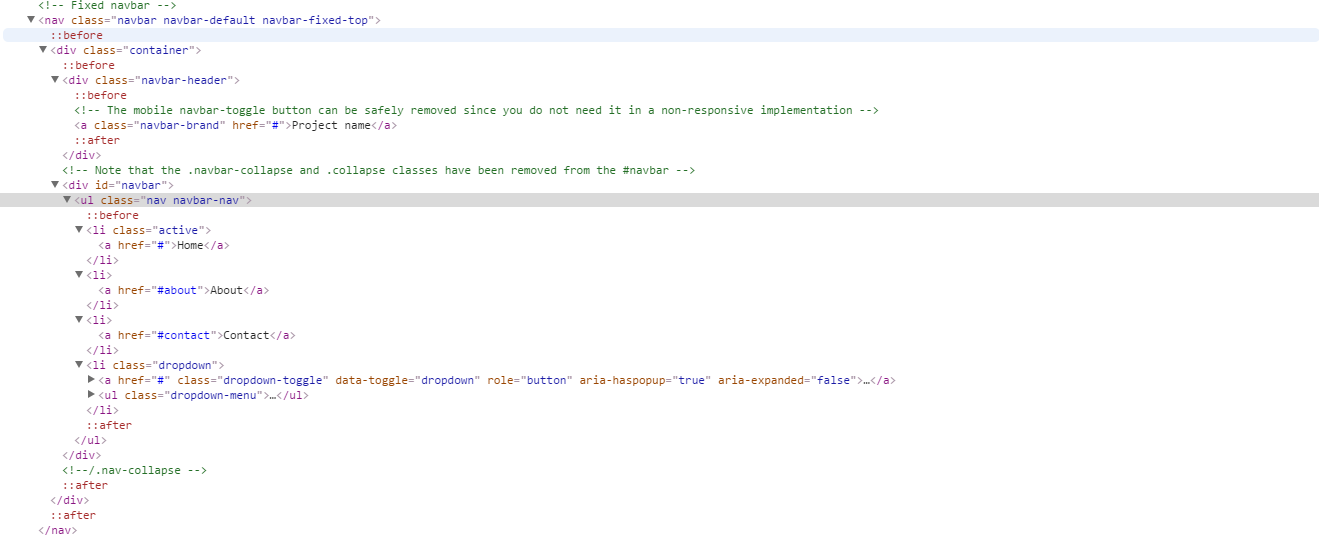 <!-- Fixed navbar -->
<nav class="navbar navbar-default navbar-fixed-top">
::before
<div class="container">
::before
<div class="navbar-header">
::before
<!-- The mobile navbar-toggle button can be safely removed since you do not need it in a non-responsive implementation -->
<a class="navbar-brand" href="#">Project name</a>
::after
</div>
<!-- Note that the .navbar-collapse and .collapse classes have been removed from the #navbar -->
<div id="navbar">
<ul class="nav navbar-nav">
::before
<li class="active">
<a href="#">Home</a>
</li>
<li>
<a href="#about">About</a>
</li>
<li>
<a href="#contact">Contact</a>
</li>
<li class="dropdown">
<a href="#" class="dropdown-toggle" data-toggle="dropdown" role="button" aria-haspopup="true" aria-expanded="false">…</a>
<ul class="dropdown-menu">…</ul>
</li>
::after
</ul>
</div>
<!--/.nav-collapse -->
::after
</div>
::after
</nav>